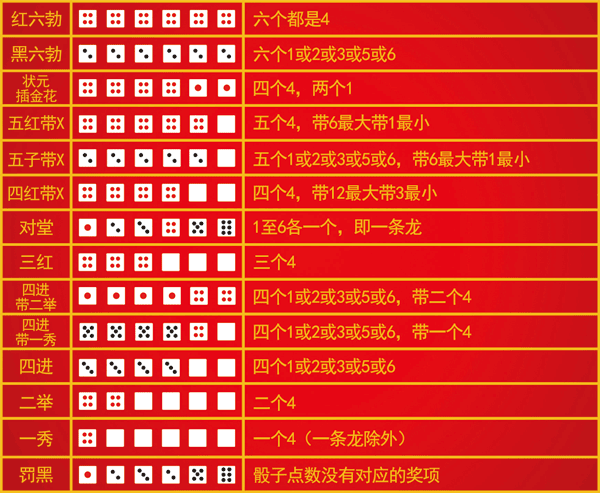 红六勃 六个都是4
黑六勃 六个1或2或3或5或6
状元
插金花 四个4，两个1
五红带X 五个4，带6最大带1最小
五子带X 五个1或2或3或5或6，带6最大带1最小
四红带X 四个4，带12最大带3最小
对堂 1至6各一个，即一条龙
三红 三个4
四进
带二举 四个1或2或3或5或6，带二个4
四进
带一秀 四个1或2或3或5或6，带一个4
四进 四个1或2或3或5或6
二举 二个4
一秀 一个4（一条龙除外）
罚黑 骰子点数没有对应的奖项